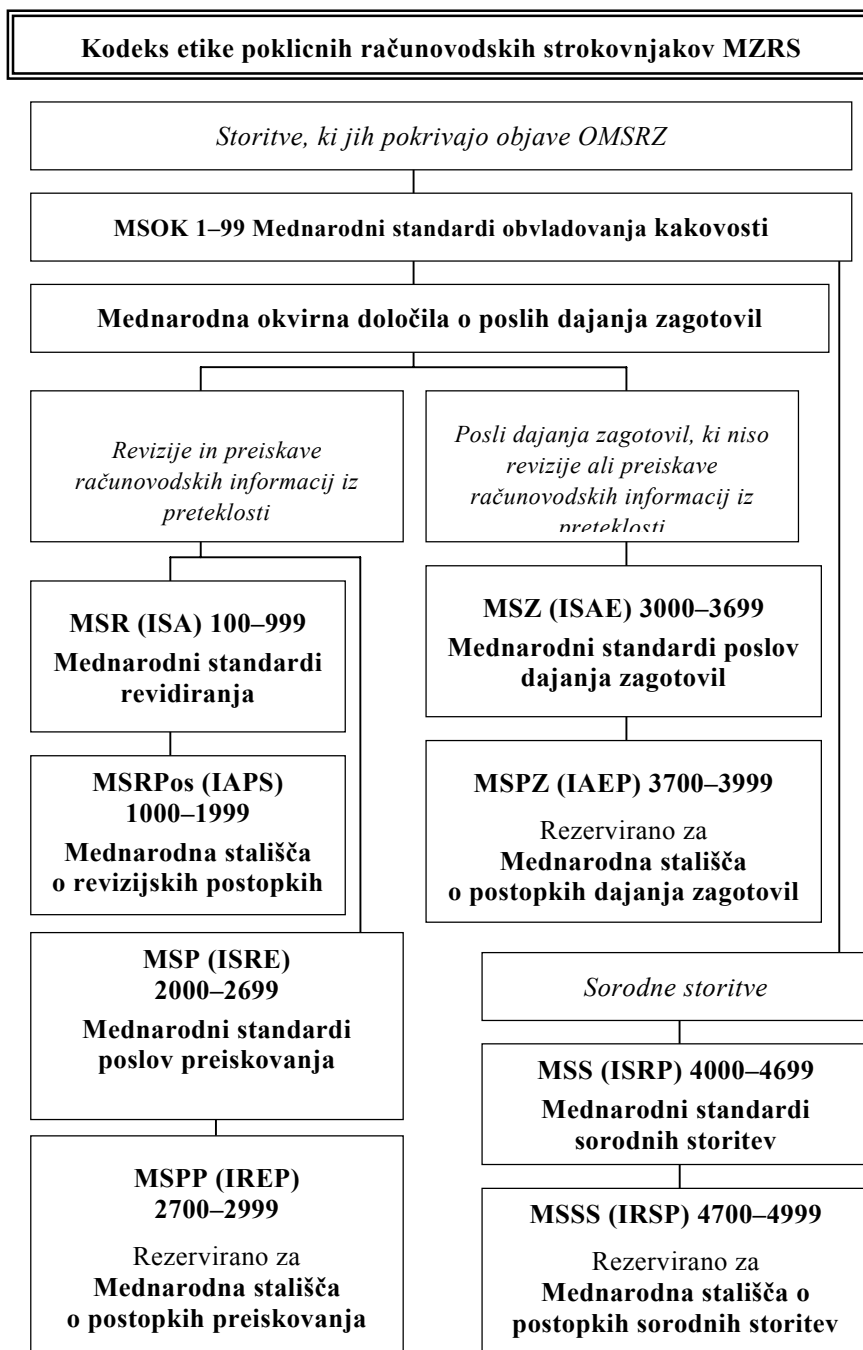 Kodeks etike poklicnih računovodskih strokovnjakov MZRS
Storitve, ki jih pokrivajo objave OMSRZ
MSOK 1–99 Mednarodni standardi obvladovanja kakovosti
Mednarodna okvirna določila o poslih dajanja zagotovil
Revizije in preiskave
računovodskih informacij iz
preteklosti
Posli dajanja zagotovil, ki niso
revizije ali preiskave
računovodskih informacij iz
preteklosti
MSR (ISA) 100–999
Mednarodni standardi
revidiranja
MSZ (ISAE) 3000–3699
Mednarodni standardi poslov
dajanja zagotovil
MSRPos (IAPS)
1000–1999
Mednarodna stališča
o revizijskih postopkih
MSPZ (IAEP) 3700–3999
Rezervirano za
Mednarodna stališča
o postopkih dajanja zagotovil
MSP (ISRE)
2000–2699
Mednarodni standardi
poslov preiskovanja
Sorodne storitve
MSS (ISRP) 4000–4699
Mednarodni standardi
sorodnih storitev
MSPP (IREP)
2700–2999
Rezervirano za
Mednarodna stališča
o postopkih preiskovanja
MSSS (IRSP) 4700–4999
Rezervirano za
Mednarodna stališča o
postopkih sorodnih storitev